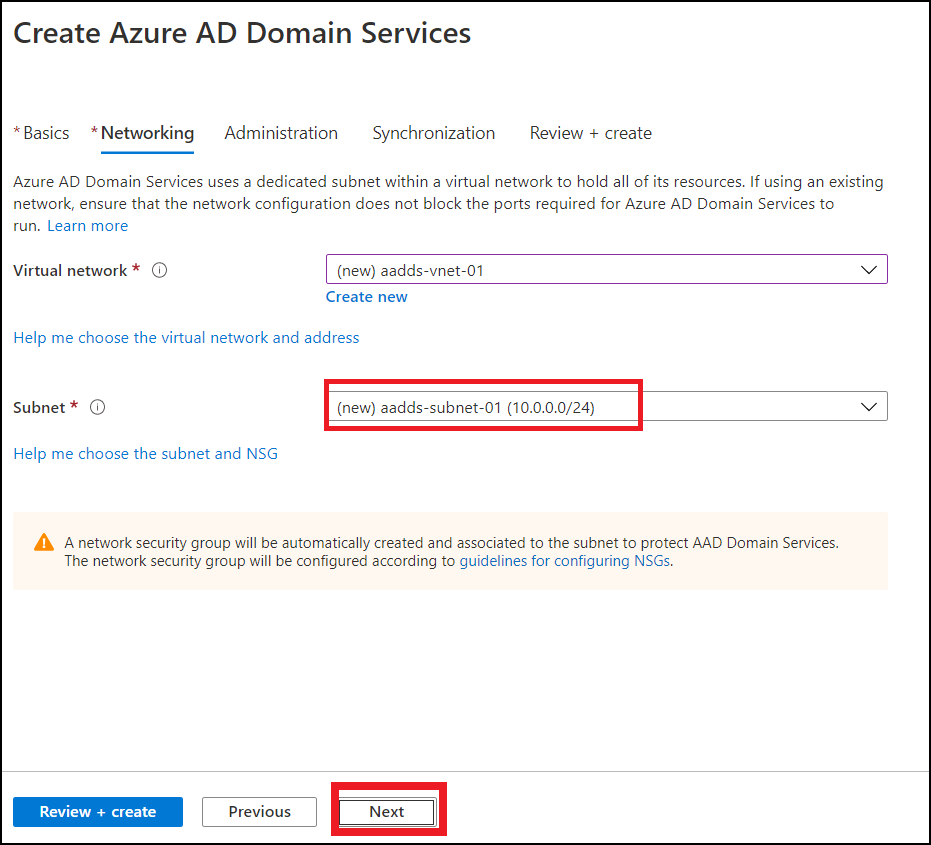 Create Azure AD Domain Services
* Basics * Networking Administration Synchronization Review + create
Azure AD Domain Services uses a dedicated subnet within a virtual network to hold all of its resources. If using an existing
network, ensure that the network configuration does not block the ports required for Azure AD Domain Services to
run. Learn more
Virtual network * (new) aadds-vnet-01
Create new
Help me choose the virtual network and address
Subnet * (new) aadds-subnet-01 (10.0.0.0/24)
Help me choose the subnet and NSG
A network security group will be automatically created and associated to the subnet to protect AAD Domain Services.
The network security group will be configured according to guidelines for configuring NSGs.
Review + create Previous Next